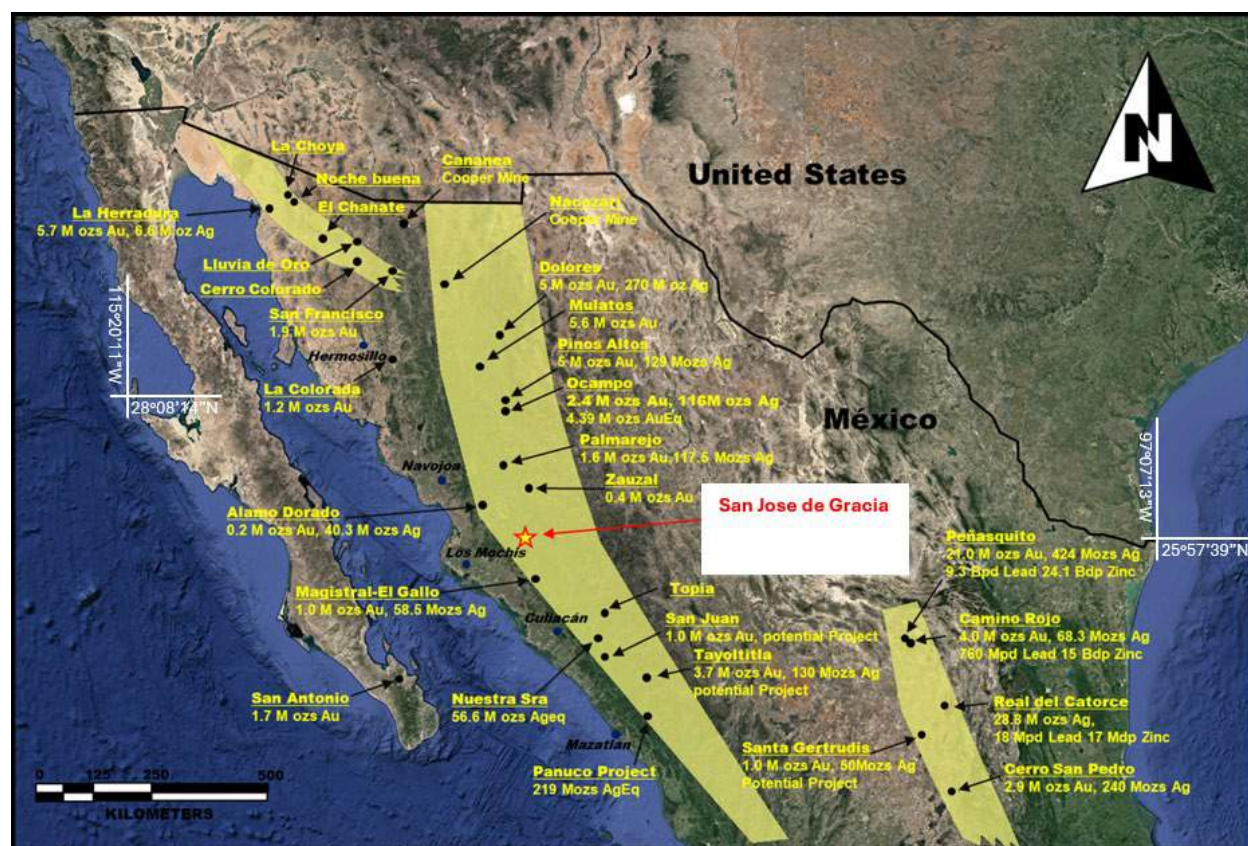 United States
México
N
La Choya
Noche buena
El Chanate
La Herradura
5.7 M ozs Au, 6.6 M oz Ag
Lluvia de Oro
Cerro Colorado
San Francisco
1.9 M ozs Au
Hermosillo
La Colorada
1.2 M ozs Au
115º20'11"W
28º08'14"N
Cananea
Cooper Mine
Nacozari
Cooper Mine
Dolores
5 M ozs Au, 270 M oz Ag
Mulatos
5.6 M ozs Au
Pinos Altos
5 M ozs Au, 129 Mozs Ag
Ocampo
2.4 M ozs Au, 116M ozs Ag
4.39 M ozs AuEq
Palmarejo
1.6 M ozs Au,117.5 Mozs Ag
Zauzal
0.4 M ozs Au
Navojoa
Alamo Dorado
0.2 M ozs Au, 40.3 M ozs Ag
San Jose de Gracia
Los Mochis
Magistral-El Gallo
1.0 M ozs Au, 58.5 Mozs Ag
Culiacán
Topia
San Juan
1.0 M ozs Au, potential Project
Tayoltitla
3.7 M ozs Au, 130 Mozs Ag
potential Project
San Antonio
1.7 M ozs Au
Nuestra Sra
56.6 M ozs Ageq
Mazatlán
Panuco Project
219 Mozs AgEq
97º07'13"W
25º57'39"N
Peñasquito
21.0 M ozs Au, 424 Mozs Ag
9.3 Bpd Lead 24.1 Bdp Zinc
Camino Rojo
4.0 M ozs Au, 68.3 Mozs Ag
760 Mpd Lead 15 Bdp Zinc
Real del Catorce
28.8 M ozs Ag,
18 Mpd Lead 17 Mdp Zinc
Santa Gertrudis
1.0 M ozs Au, 50Mozs Ag
Potential Project
Cerro San Pedro
2.9 M ozs Au, 240 Mozs Ag
0 125 250 500
KILOMETERS